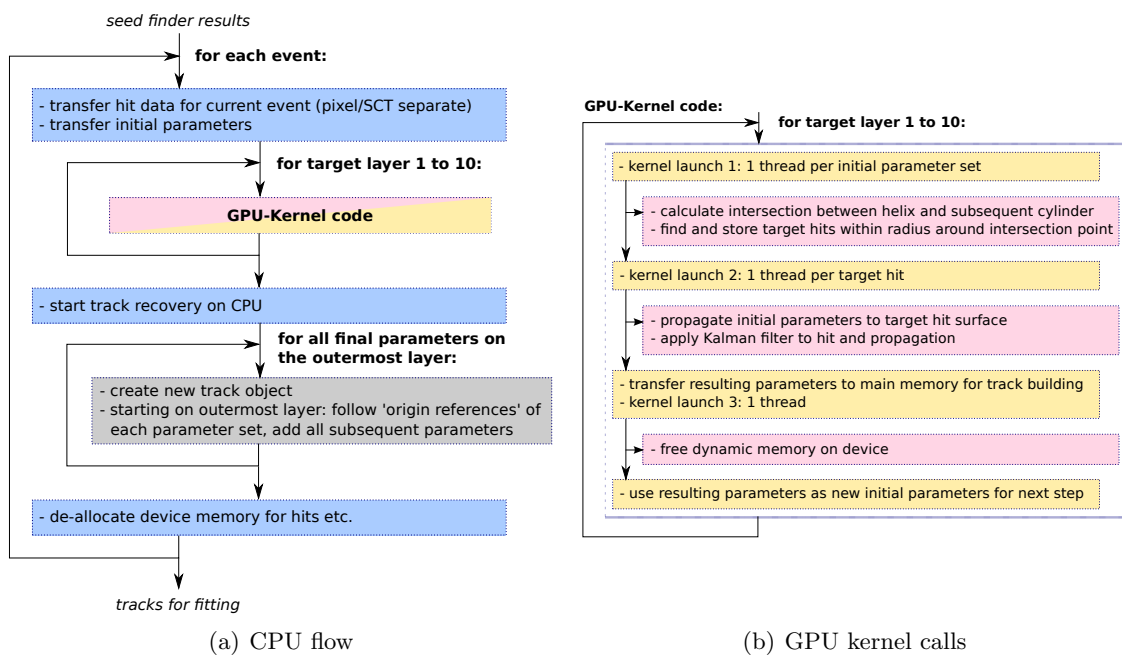 seed finder results
for each event:
- transfer hit data for current event (pixel/SCT separate)
- transfer initial parameters
for target layer 1 to 10:
GPU-Kernel code
- start track recovery on CPU
for all final parameters on
the outermost layer:
- create new track object
- starting on outermost layer: follow 'origin references' of
each parameter set, add all subsequent parameters
- de-allocate device memory for hits etc.
tracks for fitting
(a) CPU flow
GPU-Kernel code:
for target layer 1 to 10:
- kernel launch 1: 1 thread per initial parameter set
- calculate intersection between helix and subsequent cylinder
- find and store target hits within radius around intersection point
- kernel launch 2: 1 thread per target hit
- propagate initial parameters to target hit surface
- apply Kalman filter to hit and propagation
- transfer resulting parameters to main memory for track building
- kernel launch 3: 1 thread
- free dynamic memory on device
- use resulting parameters as new initial parameters for next step
(b) GPU kernel calls